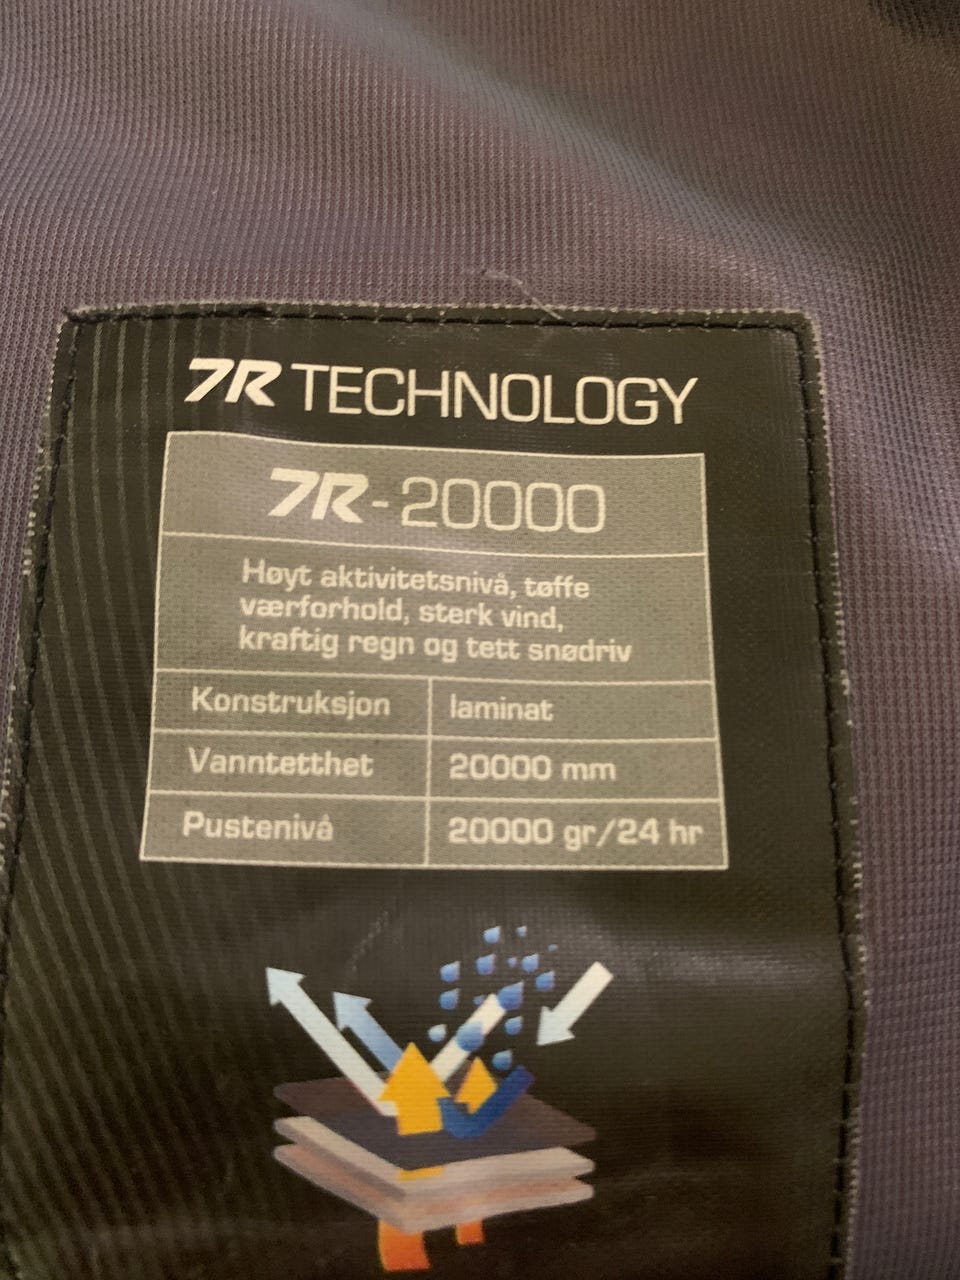 7R TECHNOLOGY
7R-20000
Høyt aktivitetsnivå, tøffe
værforhold, sterk vind,
kraftig regn og tett snødriv
Konstruksjon laminat
Vanntetthet 20000 mm
Pustenivå 20000 gr/24 hr